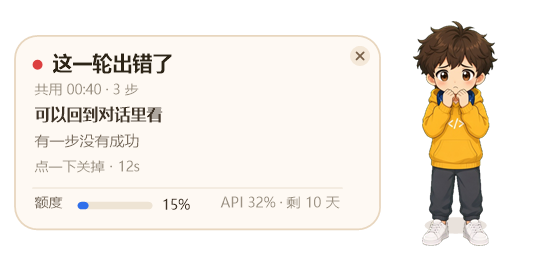 这一轮出错了
共用 00:40 · 3 步
可以回到对话里看
有一步没有成功
点一下关掉 · 12s
额度 15% API 32% · 剩 10 天
</>